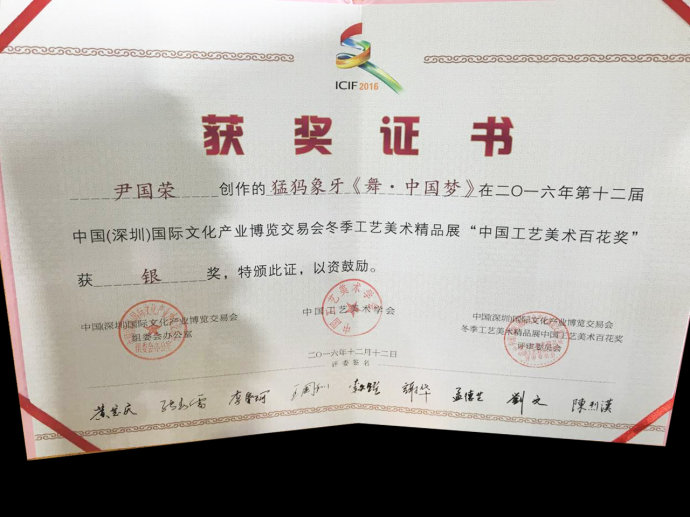 ICIF 2016
获奖证书
尹国荣 创作的 猛犸象牙《舞·中国梦》在二〇一六年第十二届
中国(深圳)国际文化产业博览交易会冬季工艺美术精品展“中国工艺美术百花奖”
获 银 奖，特颁此证，以资鼓励。
中国(深圳)国际文化产业博览交易会
组委会办公室
中国工艺美术学会
中国(深圳)国际文化产业博览交易会
冬季工艺美术精品展中国工艺美术百花奖
评审委员会
二〇一六年十二月十二日
评委签名